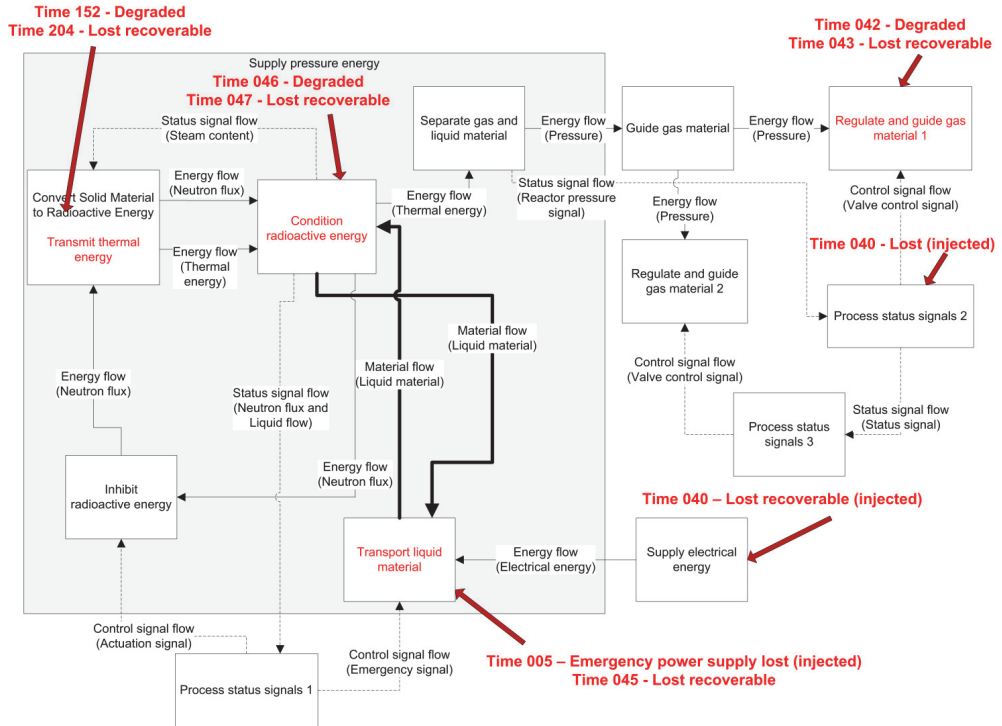 Time 152 - Degraded
Time 204 - Lost recoverable
Time 042 - Degraded
Time 043 - Lost recoverable
Supply pressure energy
Time 046 - Degraded
Time 047 - Lost recoverable
Status signal flow
(Steam content)
Separate gas and
liquid material
Energy flow
(Pressure)
Guide gas material
Energy flow
(Pressure)
Regulate and guide gas
material 1
Convert Solid Material
to Radioactive Energy
Transmit thermal
energy
Energy flow
(Neutron flux)
Energy flow
(Thermal
energy)
Condition
radioactive energy
Energy flow
(Thermal energy)
Status signal flow
(Reactor pressure
signal)
Energy flow
(Pressure)
Control signal flow
(Valve control signal)
Time 040 - Lost (injected)
Regulate and guide
gas material 2
Process status signals 2
Material flow
(Liquid material)
Material flow
(Liquid material)
Control signal flow
(Valve control signal)
Energy flow
(Neutron flux)
Status signal flow
(Neutron flux and
Liquid flow)
Process status
signals 3
Status signal flow
(Status signal)
Energy flow
(Neutron flux)
Inhibit
radioactive energy
Time 040 – Lost recoverable (injected)
Transport liquid
material
Energy flow
(Electrical energy)
Supply electrical
energy
Control signal flow
(Actuation signal)
Control signal flow
(Emergency signal)
Time 005 – Emergency power supply lost (injected)
Time 045 - Lost recoverable
Process status signals 1